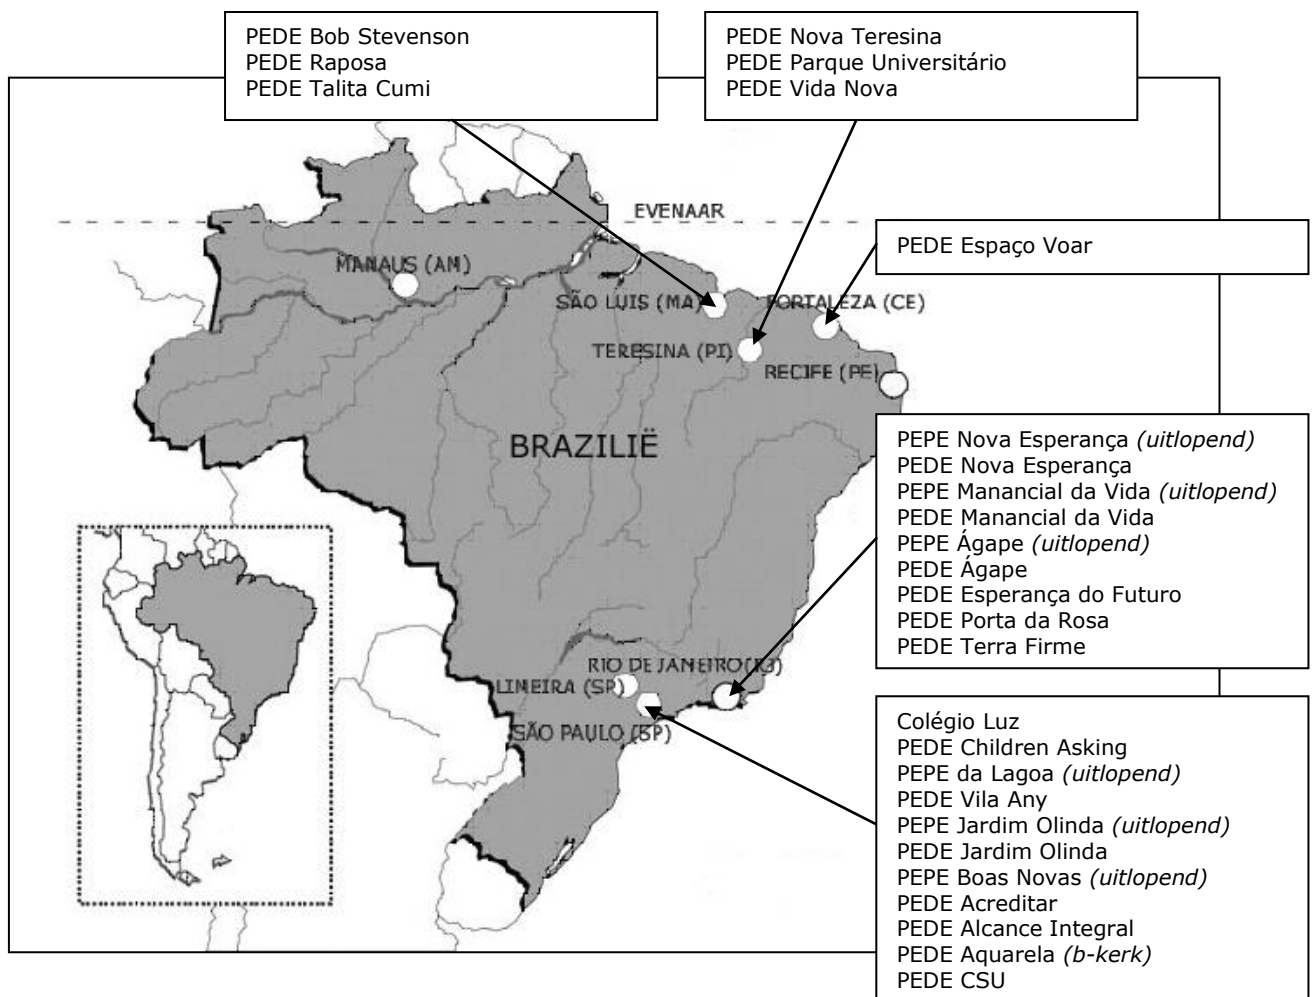 PEDE Bob Stevenson
PEDE Raposa
PEDE Talita Cumi
PEDE Nova Teresina
PEDE Parque Universitário
PEDE Vida Nova
EVENAAR
PEDE Espaço Voar
MANAUS (AM)
SÃO LUIS (MA)
FORTALEZA (CE)
TERESINA (PI)
RECIFE (PE)
BRAZILIË
PEPE Nova Esperança (uitlopend)
PEDE Nova Esperança
PEPE Manancial da Vida (uitlopend)
PEDE Manancial da Vida
PEPE Ágape (uitlopend)
PEDE Ágape
PEDE Esperança do Futuro
PEDE Porta da Rosa
PEDE Terra Firme
RIO DE JANEIRO(RJ)
LIMEIRA (SP)
SÃO PAULO (SP)
Colégio Luz
PEDE Children Asking
PEPE da Lagoa (uitlopend)
PEDE Vila Any
PEPE Jardim Olinda (uitlopend)
PEDE Jardim Olinda
PEPE Boas Novas (uitlopend)
PEDE Acreditar
PEDE Alcance Integral
PEDE Aquarela (b-kerk)
PEDE CSU